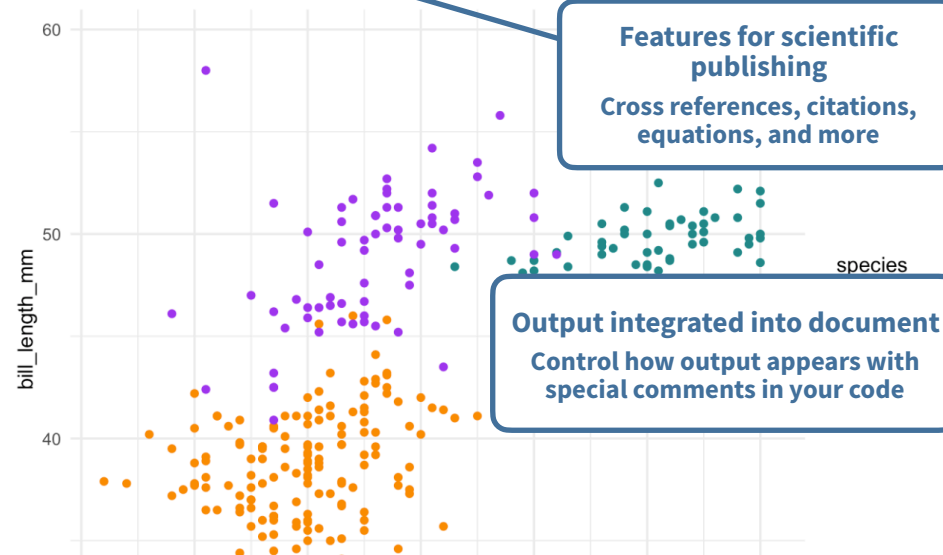 60
Features for scientific
publishing
Cross references, citations,
equations, and more
50
species
bill_length_mm
Output integrated into document
Control how output appears with
special comments in your code
40